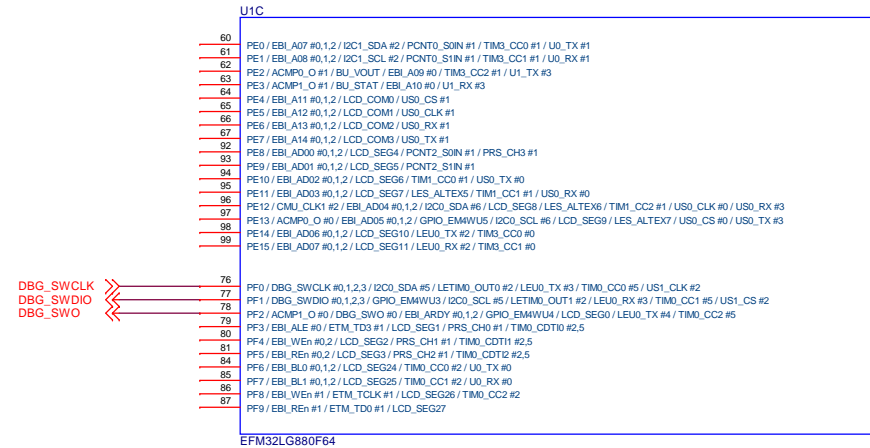 U1C
60 PE0 / EBI_A07 #0,1,2 / I2C1_SDA #2 / PCNT0_S0IN #1 / TIM3_CC0 #1 / U0_TX #1
61 PE1 / EBI_A08 #0,1,2 / I2C1_SCL #2 / PCNT0_S1IN #1 / TIM3_CC1 #1 / U0_RX #1
62 PE2 / ACMP0_O #1 / BU_VOUT / EBI_A09 #0 / TIM3_CC2 #1 / U1_TX #3
63 PE3 / ACMP1_O #1 / BU_STAT / EBI_A10 #0 / U1_RX #3
64 PE4 / EBI_A11 #0,1,2 / LCD_COM0 / US0_CS #1
65 PE5 / EBI_A12 #0,1,2 / LCD_COM1 / US0_CLK #1
66 PE6 / EBI_A13 #0,1,2 / LCD_COM2 / US0_RX #1
67 PE7 / EBI_A14 #0,1,2 / LCD_COM3 / US0_TX #1
92 PE8 / EBI_AD00 #0,1,2 / LCD_SEG4 / PCNT2_S0IN #1 / PRS_CH3 #1
93 PE9 / EBI_AD01 #0,1,2 / LCD_SEG5 / PCNT2_S1IN #1
94 PE10 / EBI_AD02 #0,1,2 / LCD_SEG6 / TIM1_CC0 #1 / US0_TX #0
95 PE11 / EBI_AD03 #0,1,2 / LCD_SEG7 / LES_ALTEX5 / TIM1_CC1 #1 / US0_RX #0
96 PE12 / CMU_CLK1 #2 / EBI_AD04 #0,1,2 / I2C0_SDA #6 / LCD_SEG8 / LES_ALTEX6 / TIM1_CC2 #1 / US0_CLK #0 / US0_RX #3
97 PE13 / ACMP0_O #0 / EBI_AD05 #0,1,2 / GPIO_EM4WU5 / I2C0_SCL #6 / LCD_SEG9 / LES_ALTEX7 / US0_CS #0 / US0_TX #3
98 PE14 / EBI_AD06 #0,1,2 / LCD_SEG10 / LEU0_TX #2 / TIM3_CC0 #0
99 PE15 / EBI_AD07 #0,1,2 / LCD_SEG11 / LEU0_RX #2 / TIM3_CC1 #0
DBG_SWCLK 76 PF0 / DBG_SWCLK #0,1,2,3 / I2C0_SDA #5 / LETIM0_OUT0 #2 / LEU0_TX #3 / TIM0_CC0 #5 / US1_CLK #2
DBG_SWDIO 77 PF1 / DBG_SWDIO #0,1,2,3 / GPIO_EM4WU3 / I2C0_SCL #5 / LETIM0_OUT1 #2 / LEU0_RX #3 / TIM0_CC1 #5 / US1_CS #2
DBG_SWO 78 PF2 / ACMP1_O #0 / DBG_SWO #0 / EBI_ARDY #0,1,2 / GPIO_EM4WU4 / LCD_SEG0 / LEU0_TX #4 / TIM0_CC2 #5
79 PF3 / EBI_ALE #0 / ETM_TD3 #1 / LCD_SEG1 / PRS_CH0 #1 / TIM0_CDTI0 #2,5
80 PF4 / EBI_WEn #0,2 / LCD_SEG2 / PRS_CH1 #1 / TIM0_CDTI1 #2,5
81 PF5 / EBI_REn #0,2 / LCD_SEG3 / PRS_CH2 #1 / TIM0_CDTI2 #2,5
84 PF6 / EBI_BL0 #0,1,2 / LCD_SEG24 / TIM0_CC0 #2 / U0_TX #0
85 PF7 / EBI_BL1 #0,1,2 / LCD_SEG25 / TIM0_CC1 #2 / U0_RX #0
86 PF8 / EBI_WEn #1 / ETM_TCLK #1 / LCD_SEG26 / TIM0_CC2 #2
87 PF9 / EBI_REn #1 / ETM_TD0 #1 / LCD_SEG27
EFM32LG880F64